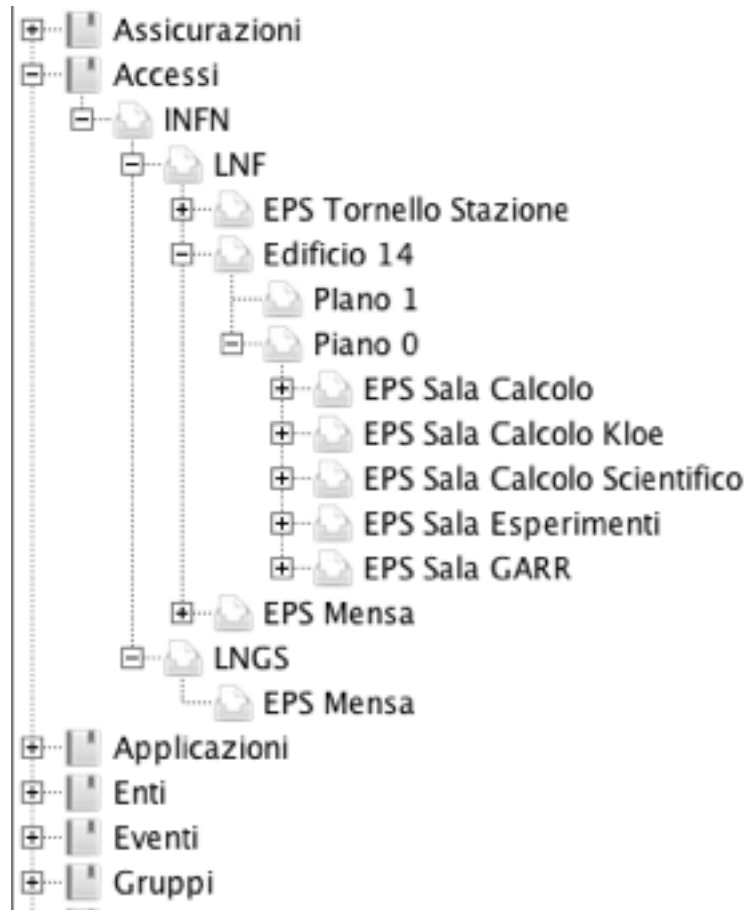 Assicurazioni
Accessi
INFN
LNF
EPS Tornello Stazione
Edificio 14
Piano 1
Piano 0
EPS Sala Calcolo
EPS Sala Calcolo Kloe
EPS Sala Calcolo Scientifico
EPS Sala Esperimenti
EPS Sala GARR
EPS Mensa
LNGS
EPS Mensa
Applicazioni
Enti
Eventi
Gruppi